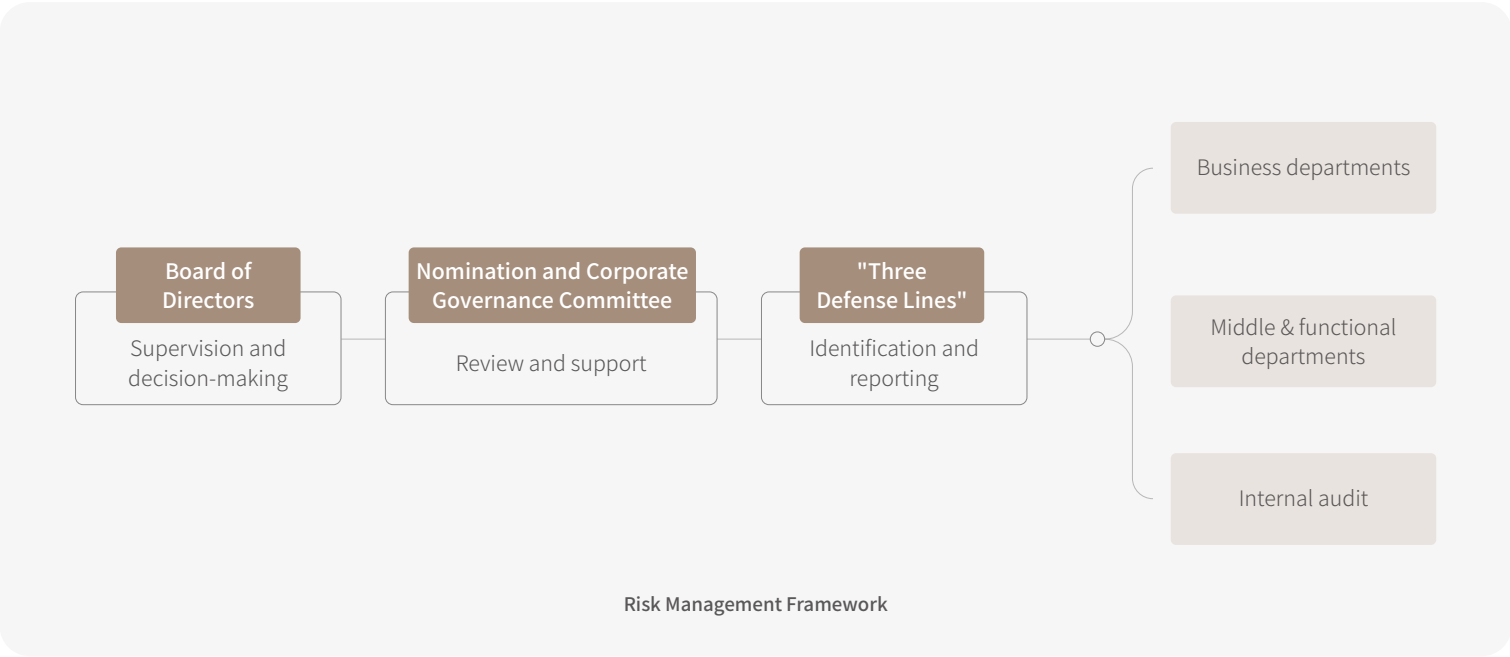 Board of
Directors
Supervision and
decision-making
Nomination and Corporate
Governance Committee
Review and support
"Three
Defense Lines"
Identification and
reporting
Business departments
Middle & functional
departments
Internal audit
Risk Management Framework